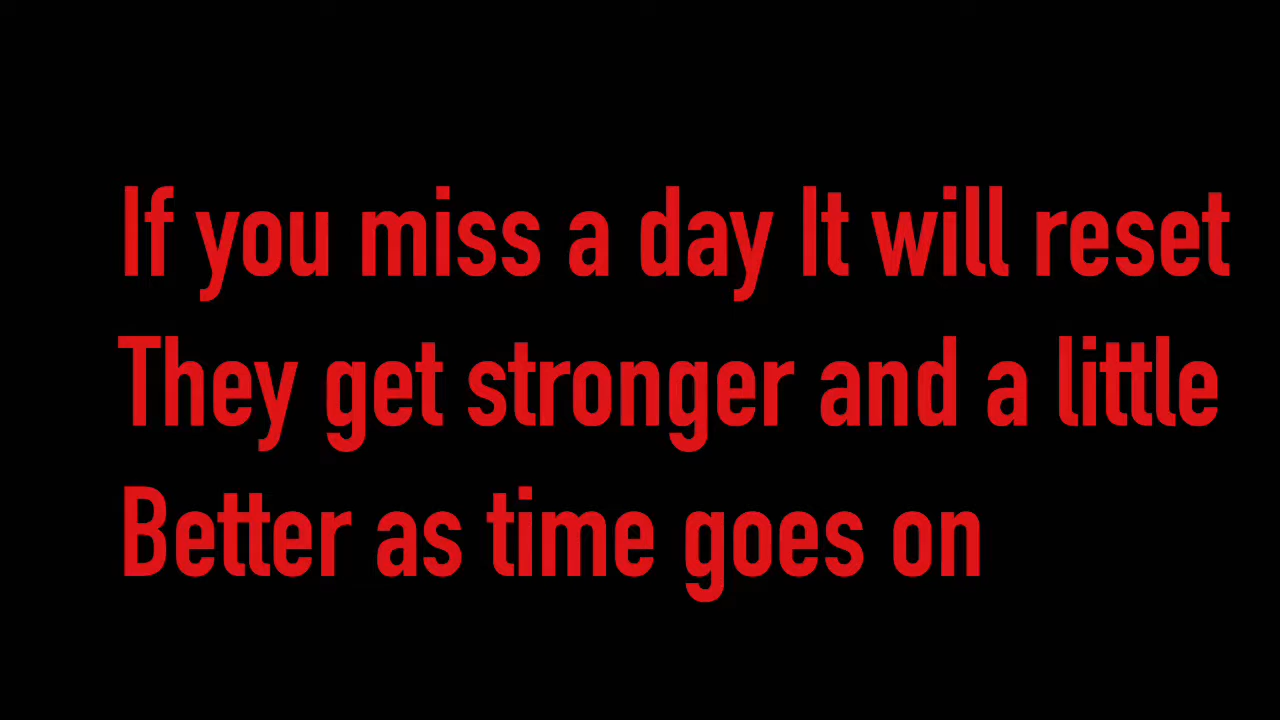 If you miss a day It will reset
They get stronger and a little
Better as time goes on